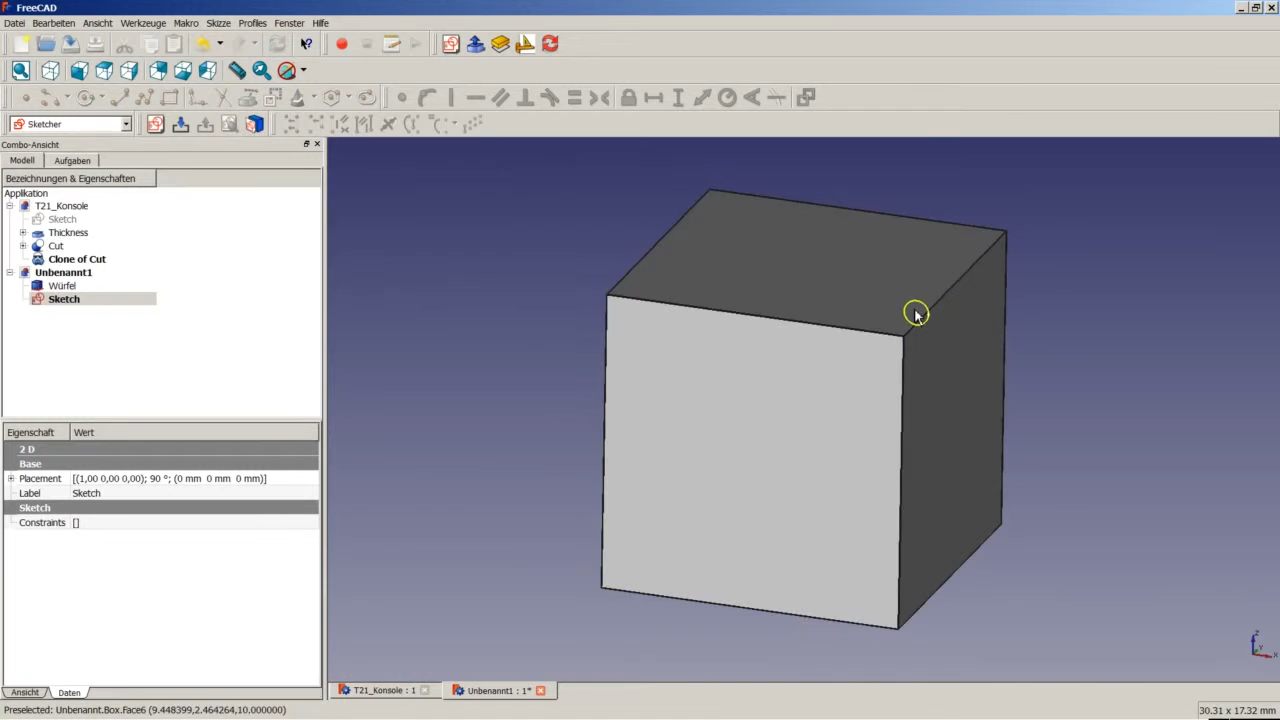 FreeCAD
Datei Bearbeiten Ansicht Werkzeuge Makro Skizze Profiles Fenster Hilfe
Sketcher
Combo-Ansicht
Modell Aufgaben
Bezeichnungen & Eigenschaften
Applikation
T21_Konsole
Sketch
Thickness
Cut
Clone of Cut
Unbenannt1
Würfel
Sketch
Eigenschaft Wert
2 D
Base
Placement [(1,00 0,00 0,00); 90 °; (0 mm 0 mm 0 mm)]
Label Sketch
Sketch
Constraints []
Z
Y
X
Ansicht Daten
T21_Konsole : 1 Unbenannt1 : 1*
Preselected: Unbenannt.Box.Face6 (9.448399,2.464264,10.000000)
30.31 x 17.32 mm